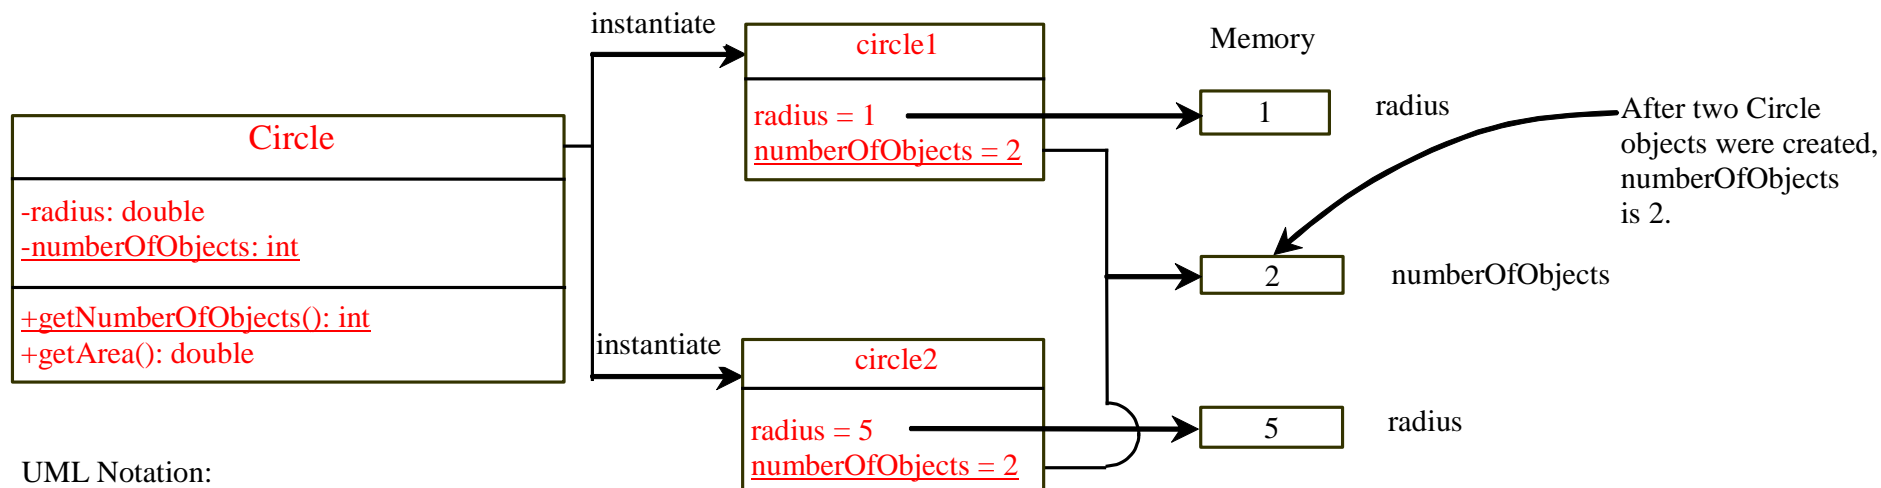 instantiate
circle1
Memory
radius = 1
numberOfObjects = 2
1
radius
After two Circle
objects were created,
numberOfObjects
is 2.
Circle
-radius: double
-numberOfObjects: int
+getNumberOfObjects(): int
+getArea(): double
2
numberOfObjects
instantiate
circle2
radius = 5
numberOfObjects = 2
5
radius
UML Notation: